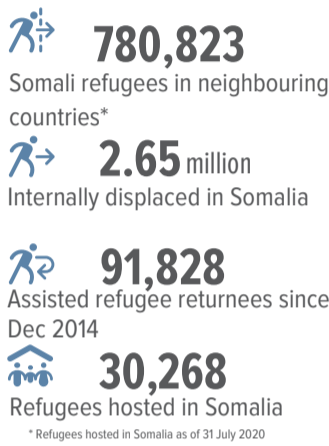 780,823
Somali refugees in neighbouring
countries*
2.65 million
Internally displaced in Somalia
91,828
Assisted refugee returnees since
Dec 2014
30,268
Refugees hosted in Somalia
* Refugees hosted in Somalia as of 31 July 2020